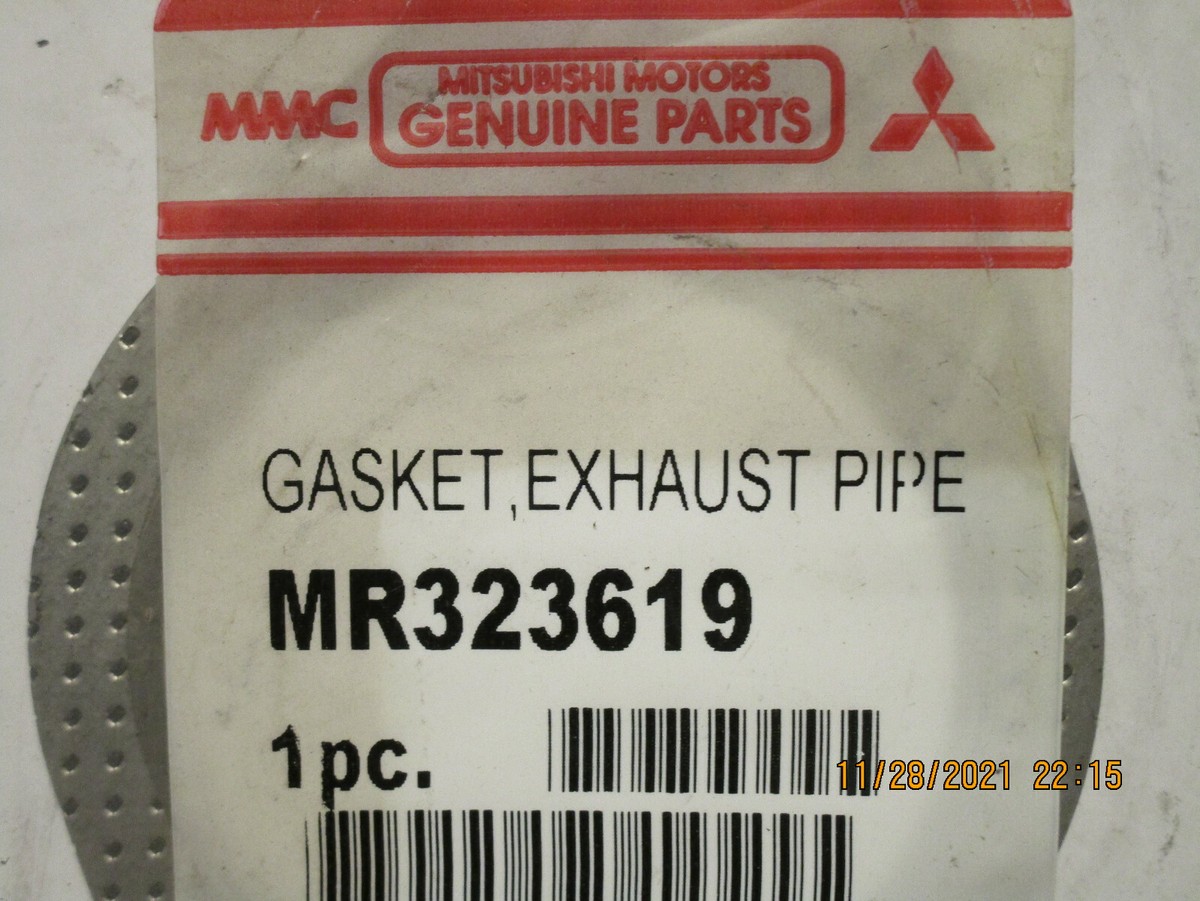 MMC
MITSUBISHI MOTORS
GENUINE PARTS
GASKET,EXHAUST PIPE
MR323619
1pc.
11/28/2021 22:15